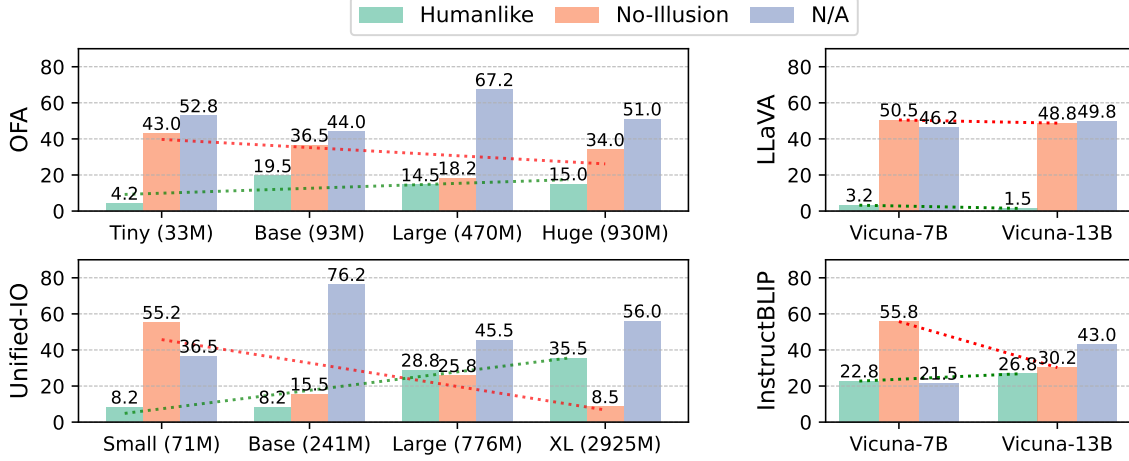 Humanlike No-Illusion N/A
OFA
80
60
40
20
0
4.2 43.0 52.8
19.5 36.5 44.0
14.5 18.2 67.2
15.0 34.0 51.0
Tiny (33M) Base (93M) Large (470M) Huge (930M)
LLaVA
80
60
40
20
0
3.2 50.5 46.2
1.5 48.8 49.8
Vicuna-7B Vicuna-13B
Unified-IO
80
60
40
20
0
8.2 55.2 36.5
8.2 15.5 76.2
28.8 25.8 45.5
35.5 8.5 56.0
Small (71M) Base (241M) Large (776M) XL (2925M)
InstructBLIP
80
60
40
20
0
22.8 55.8 21.5
26.8 30.2 43.0
Vicuna-7B Vicuna-13B